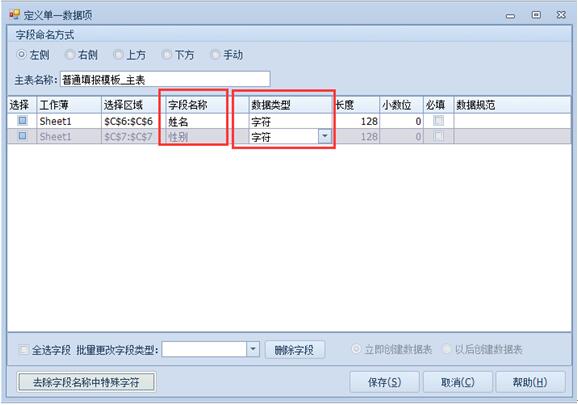 定义单一数据项
字段命名方式
左侧 右侧 上方 下方 手动
主表名称: 普通填报模板_主表
选择 工作薄 选择区域 字段名称 数据类型 长度 小数位 必填 数据规范
Sheet1 $C$6:$C$6 姓名 字符 128 0
Sheet1 $C$7:$C$7 性别 字符 128 0
全选字段 批量更改字段类型: 删除字段 立即创建数据表 以后创建数据表
去除字段名称中特殊字符 保存(S) 取消(C) 帮助(H)